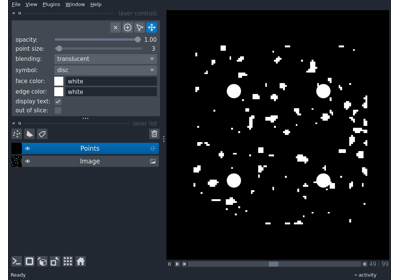 File View Plugins Window Help
layer controls
opacity: 1.00
point size: 3
blending: translucent
symbol: disc
face color: white
edge color: white
display text:
out of slice:
layer list
Points
Image
49 99
Ready
activity